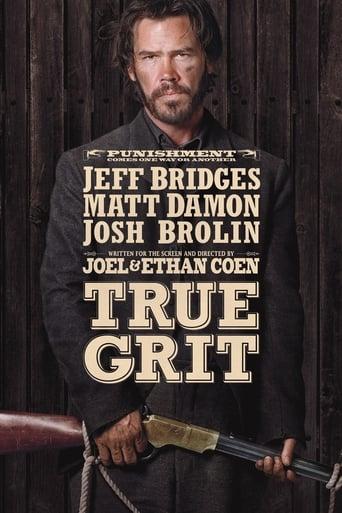 PUNISHMENT
COMES ONE WAY OR ANOTHER
JEFF BRIDGES
MATT DAMON
JOSH BROLIN
WRITTEN FOR THE SCREEN AND DIRECTED BY
JOEL & ETHAN COEN
TRUE
GRIT